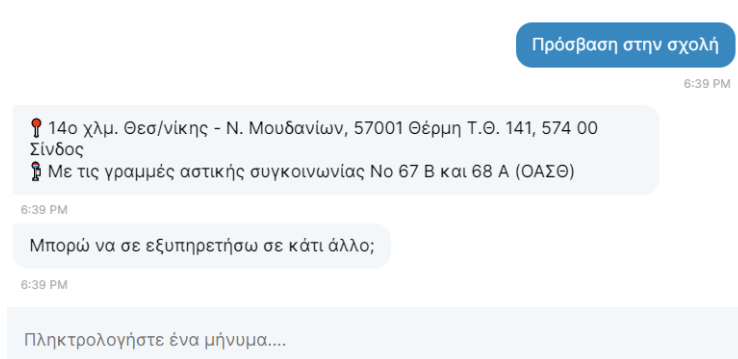 Πρόσβαση στην σχολή
6:39 PM
14ο χλμ. Θεσ/νίκης - Ν. Μουδανίων, 57001 Θέρμη Τ.Θ. 141, 574 00
Σίνδος
Με τις γραμμές αστικής συγκοινωνίας Νο 67 Β και 68 Α (ΟΑΣΘ)
6:39 PM
Μπορώ να σε εξυπηρετήσω σε κάτι άλλο;
6:39 PM
Πληκτρολογήστε ένα μήνυμα....